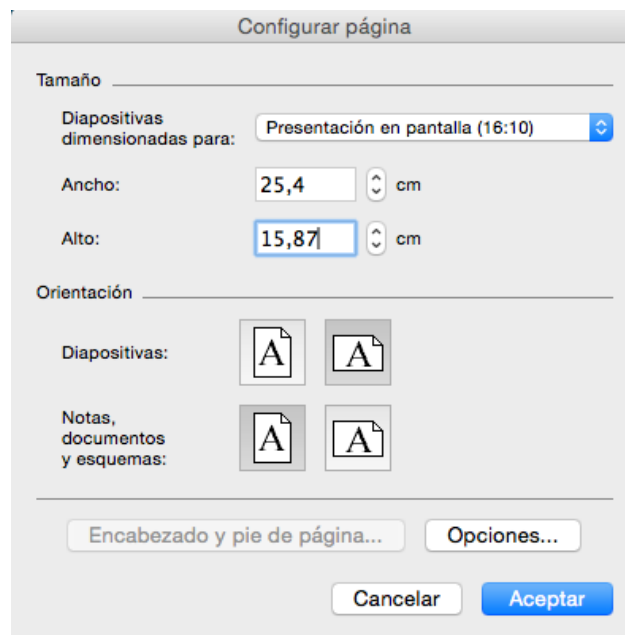 Configurar página
Tamaño
Diapositivas
dimensionadas para:
Presentación en pantalla (16:10)
Ancho:
25,4
cm
Alto:
15,87
cm
Orientación
Diapositivas:
A
A
Notas,
documentos
y esquemas:
A
A
Encabezado y pie de página...
Opciones...
Cancelar
Aceptar